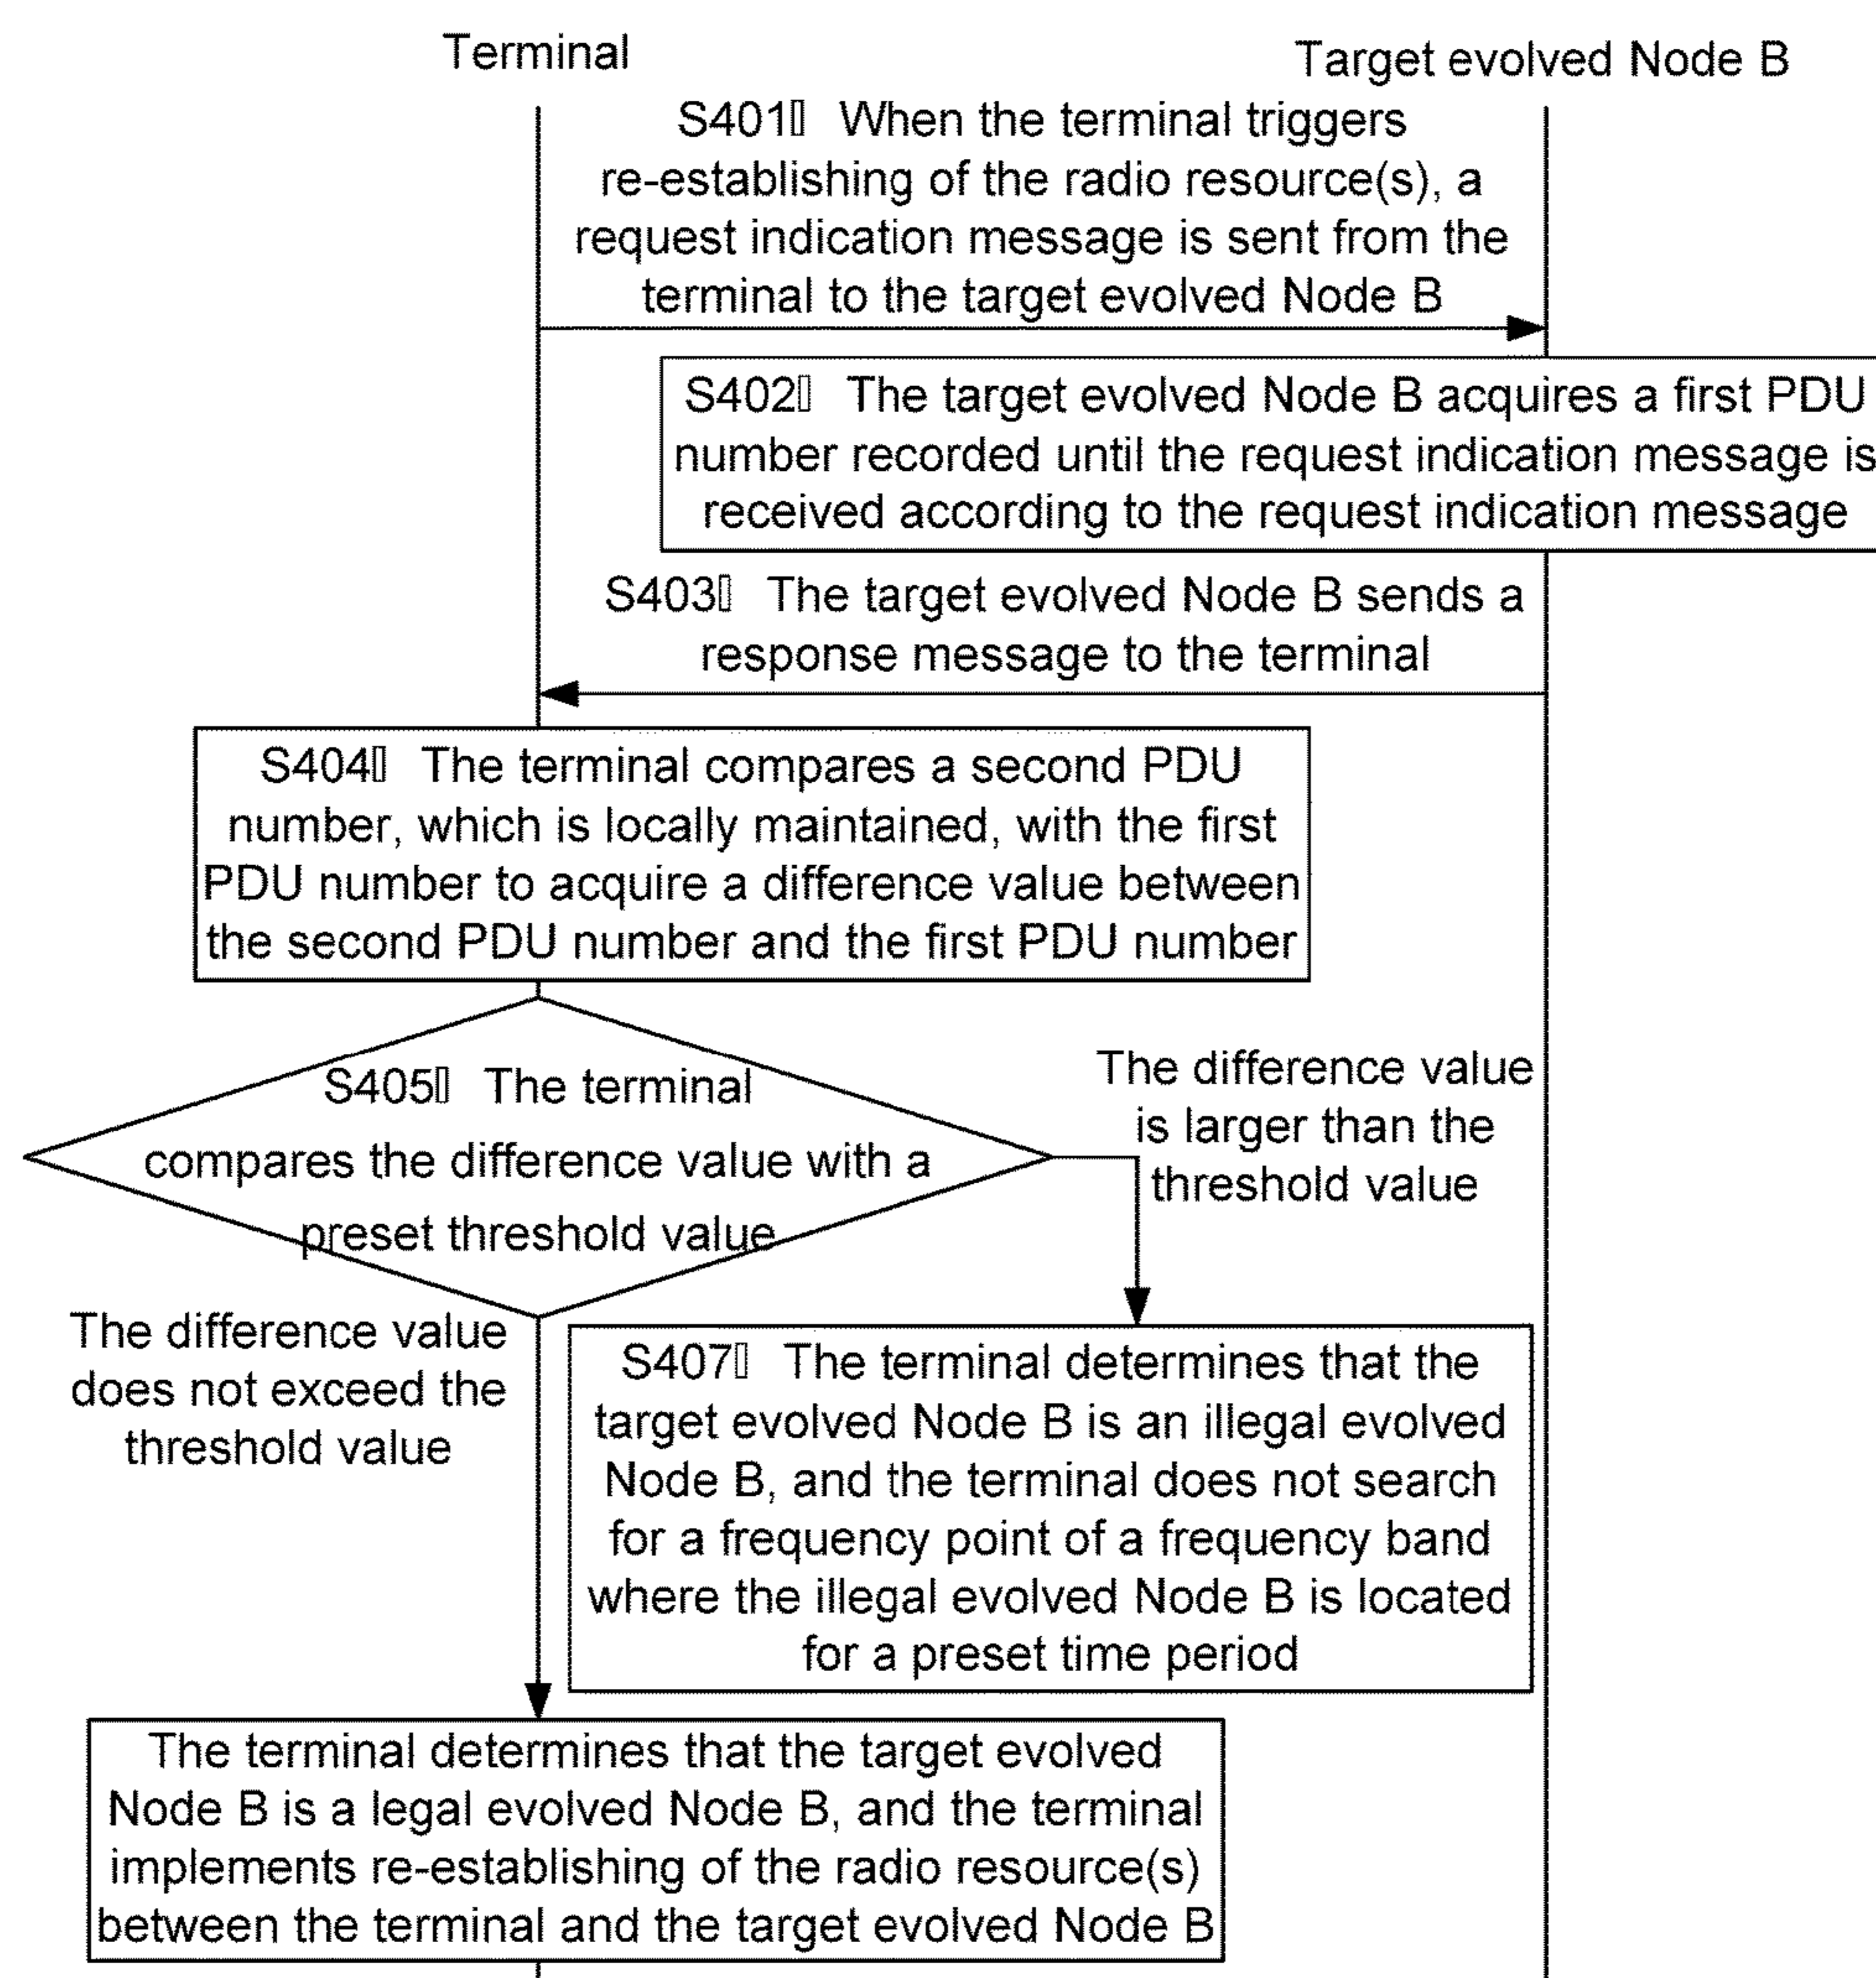 Terminal
Target evolved Node B
S401▯ When the terminal triggers
re-establishing of the radio resource(s), a
request indication message is sent from the
terminal to the target evolved Node B
S402▯ The target evolved Node B acquires a first PDU
number recorded until the request indication message is
received according to the request indication message
S403▯ The target evolved Node B sends a
response message to the terminal
S404▯ The terminal compares a second PDU
number, which is locally maintained, with the first
PDU number to acquire a difference value between
the second PDU number and the first PDU number
S405▯ The terminal
compares the difference value with a
preset threshold value
The difference value
is larger than the
threshold value
The difference value
does not exceed the
threshold value
S407▯ The terminal determines that the
target evolved Node B is an illegal evolved
Node B, and the terminal does not search
for a frequency point of a frequency band
where the illegal evolved Node B is located
for a preset time period
The terminal determines that the target evolved
Node B is a legal evolved Node B, and the terminal
implements re-establishing of the radio resource(s)
between the terminal and the target evolved Node B